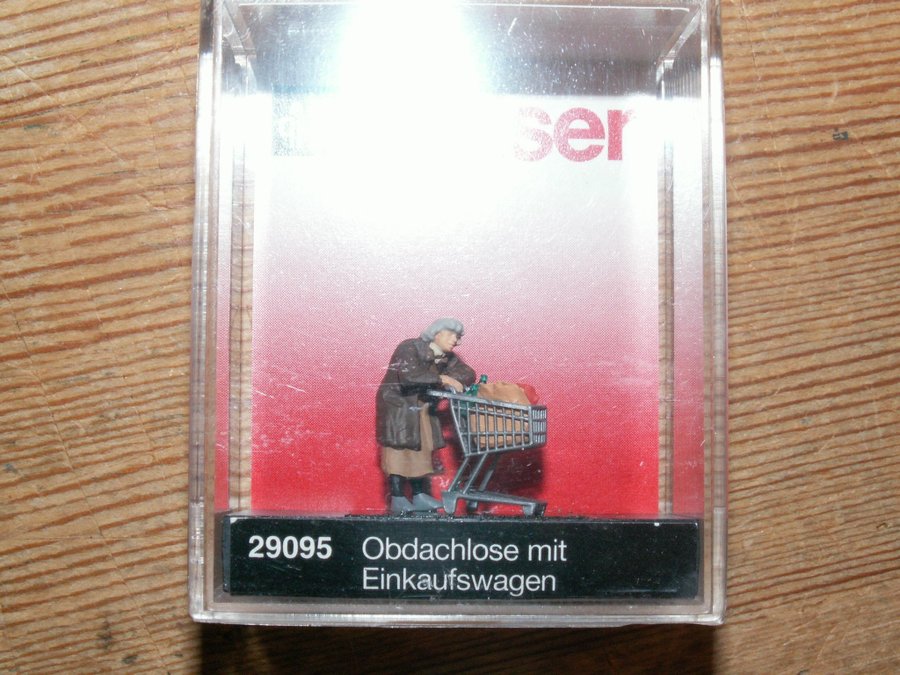 ser
29095 Obdachlose mit
Einkaufswagen